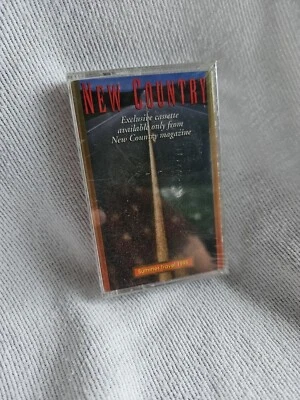 NEW COUNTRY
Exclusive cassette
available only from
New Country magazine